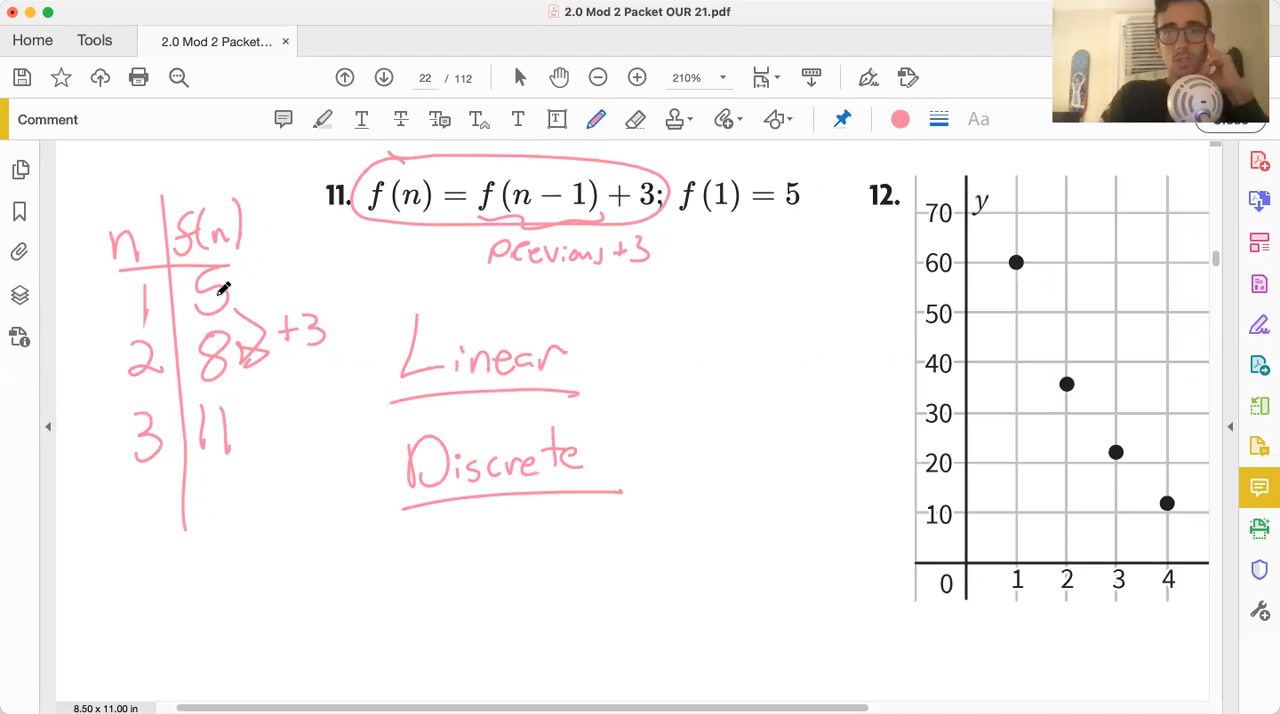 2.0 Mod 2 Packet OUR 21.pdf
Home Tools 2.0 Mod 2 Packet... ×
22 / 112 210%
Comment
Aa
11. f(n) = f(n − 1) + 3; f(1) = 5
previous +3
n f(n)
1 5
2 8 +3
3 11
Linear
Discrete
12.
y
70
60
50
40
30
20
10
0 1 2 3 4
8.50 x 11.00 in